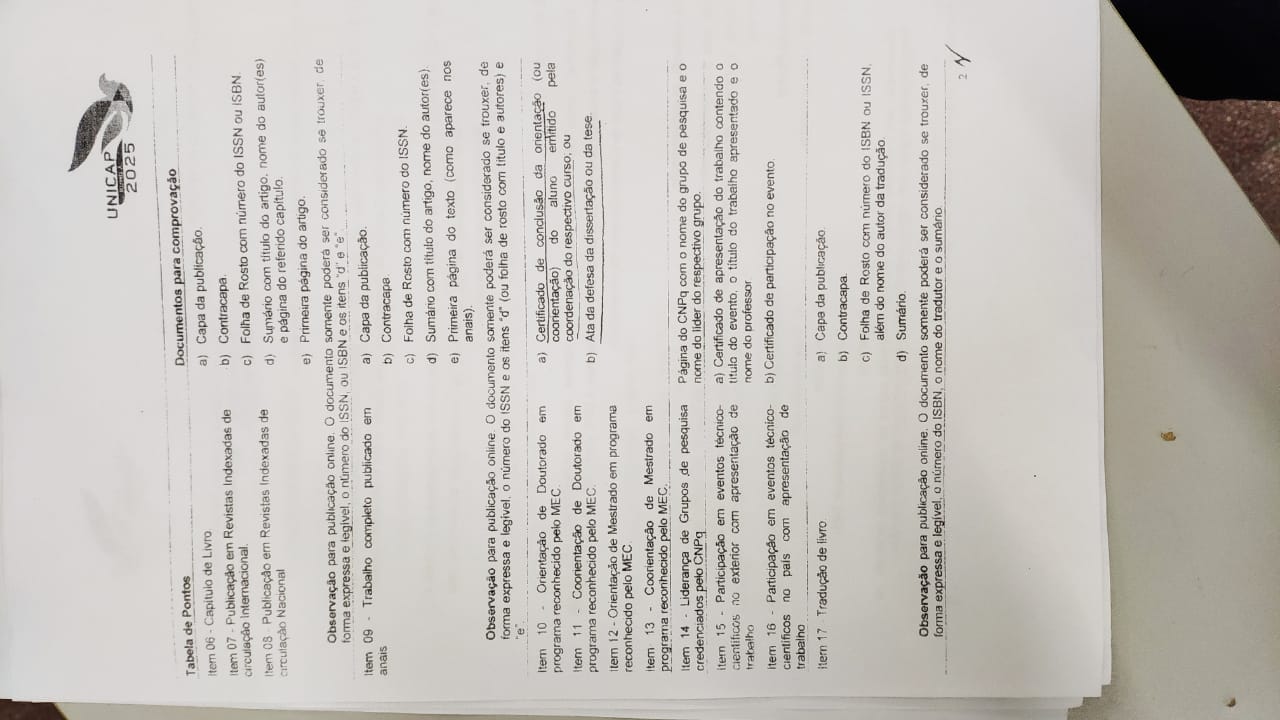 UNICAP
RUMO A
2025
Tabela de Pontos
Documentos para comprovação
Item 06 - Capítulo de Livro
Item 07 - Publicação em Revistas Indexadas de
circulação Internacional.
Item 08 - Publicação em Revistas Indexadas de
circulação Nacional
a) Capa da publicação.
b) Contracapa.
c) Folha de Rosto com número do ISSN ou ISBN.
d) Sumário com título do artigo, nome do autor(es)
e página do referido capítulo.
e) Primeira página do artigo.
Observação para publicação online. O documento somente poderá ser considerado se trouxer, de
forma expressa e legível, o número do ISSN, ou ISBN e os itens "d" e "e".
Item 09 - Trabalho completo publicado em
anais
a) Capa da publicação.
b) Contracapa.
c) Folha de Rosto com número do ISSN.
d) Sumário com título do artigo, nome do autor(es).
e) Primeira página do texto (como aparece nos
anais).
Observação para publicação online. O documento somente poderá ser considerado se trouxer, de
forma expressa e legível, o número do ISSN e os itens "d" (ou folha de rosto com título e autores) e
"e".
Item 10 - Orientação de Doutorado em
programa reconhecido pelo MEC.
Item 11 - Coorientação de Doutorado em
programa reconhecido pelo MEC.
Item 12 - Orientação de Mestrado em programa
reconhecido pelo MEC.
Item 13 - Coorientação de Mestrado em
programa reconhecido pelo MEC.
a) Certificado de conclusão da orientação (ou
coorientação) do aluno emitido pela
coordenação do respectivo curso; ou
b) Ata da defesa da dissertação ou da tese.
Item 14 - Liderança de Grupos de pesquisa
credenciados pelo CNPq
Página do CNPq com o nome do grupo de pesquisa e o
nome do líder do respectivo grupo.
Item 15 - Participação em eventos técnico-
científicos no exterior com apresentação de
trabalho
Item 16 - Participação em eventos técnico-
científicos no país com apresentação de
trabalho
a) Certificado de apresentação do trabalho contendo o
título do evento, o título do trabalho apresentado e o
nome do professor
b) Certificado de participação no evento.
Item 17 - Tradução de livro
a) Capa da publicação.
b) Contracapa.
c) Folha de Rosto com número do ISBN ou ISSN,
além do nome do autor da tradução.
d) Sumário.
Observação para publicação online. O documento somente poderá ser considerado se trouxer, de
forma expressa e legível, o número do ISBN, o nome do tradutor e o sumário.
2